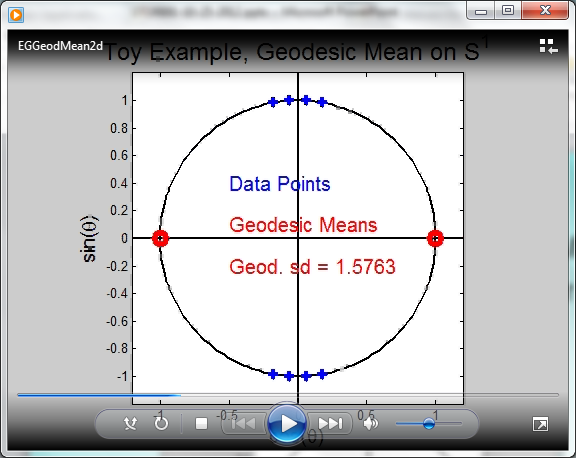 EGGeodMean2d
Toy Example, Geodesic Mean on S¹
1
0.8
0.6
0.4
0.2
0
-0.2
-0.4
-0.6
-0.8
-1
sin(θ)
Data Points
Geodesic Means
Geod. sd = 1.5763
-1
-0.5
0.5
1